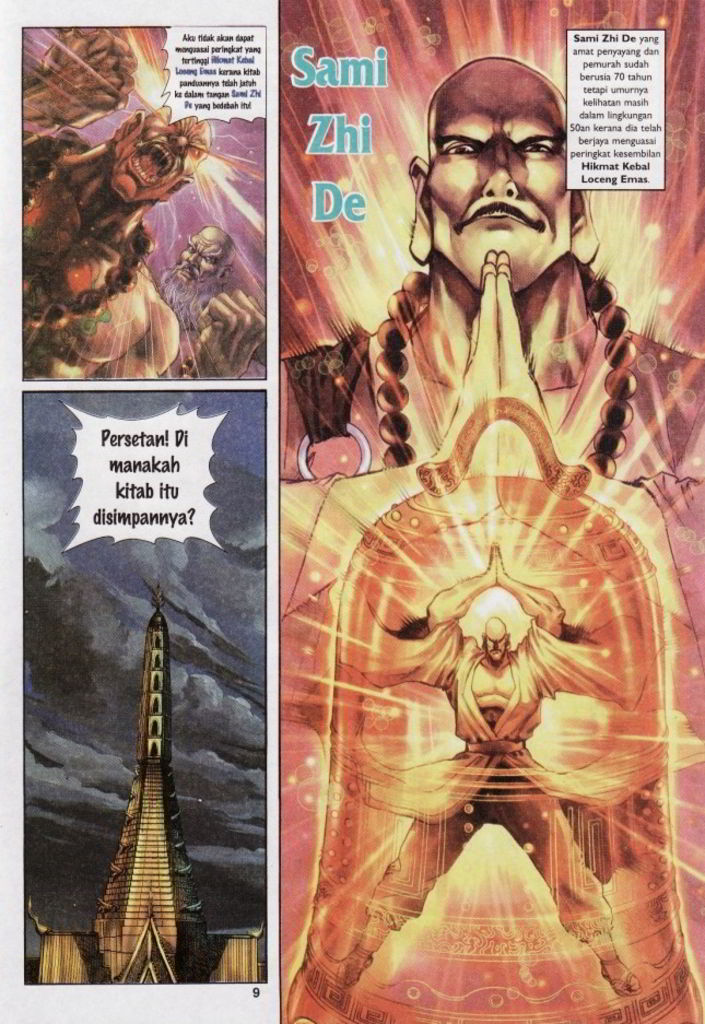 Aku tidak akan dapat
menguasai peringkat yang
tertinggi Hikmat Kebal
Loceng Emas kerana kitab
panduannya telah jatuh
ke dalam tangan Sami Zhi
De yang bedebah itu!
Persetan! Di
manakah
kitab itu
disimpannya?
Sami
Zhi
De
Sami Zhi De yang
amat penyayang dan
pemurah sudah
berusia 70 tahun
tetapi umurnya
kelihatan masih
dalam lingkungan
50an kerana dia telah
berjaya menguasai
peringkat kesembilan
Hikmat Kebal
Loceng Emas.
9